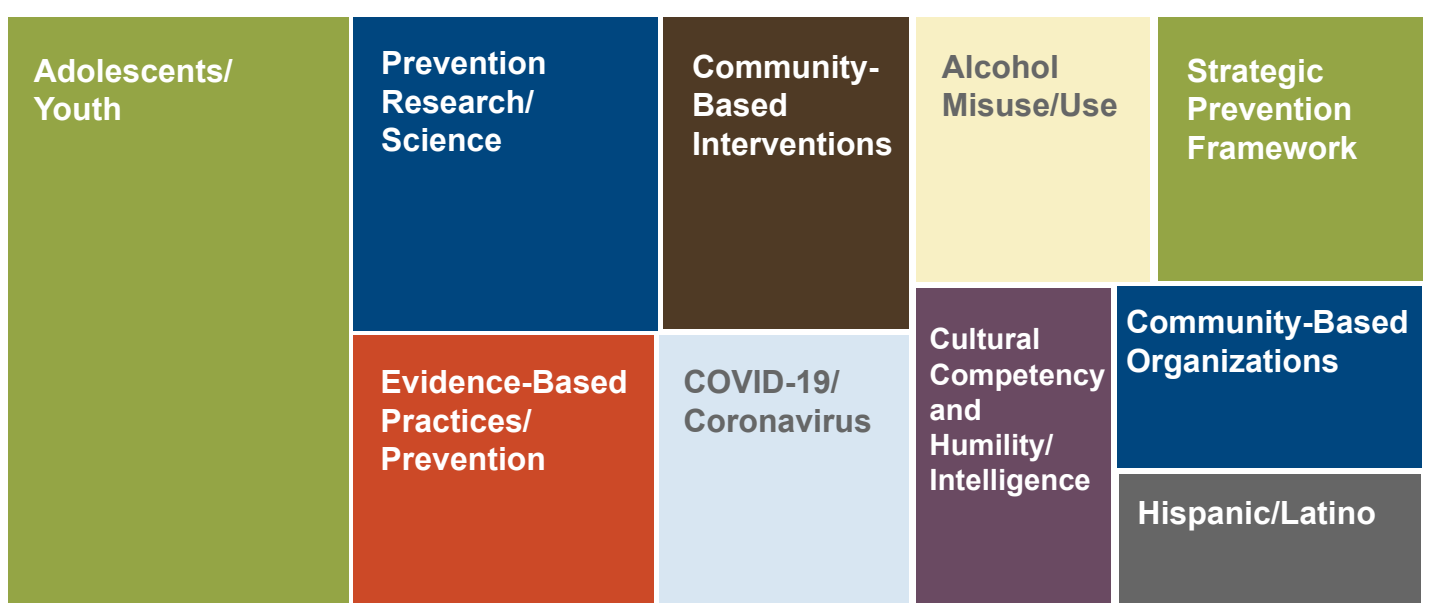 Adolescents/
Youth
Prevention
Research/
Science
Community-
Based
Interventions
Alcohol
Misuse/Use
Strategic
Prevention
Framework
Evidence-Based
Practices/
Prevention
COVID-19/
Coronavirus
Cultural
Competency
and
Humility/
Intelligence
Community-Based
Organizations
Hispanic/Latino